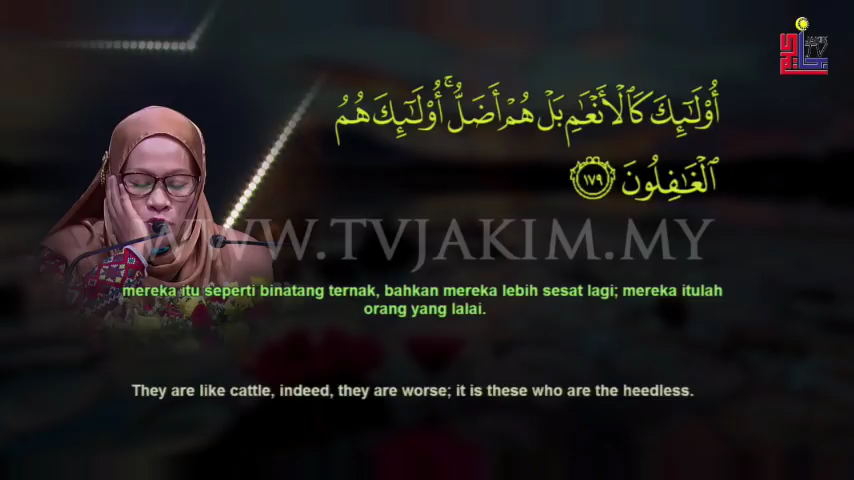 أُوْلَٰٓئِكَ كَٱلْأَنْعَٰمِ بَلْ هُمْ أَضَلُّ ۚ أُوْلَٰٓئِكَ هُمُ
ٱلْغَٰفِلُونَ ١٧٩
WWW.TVJAKIM.MY
mereka itu seperti binatang ternak, bahkan mereka lebih sesat lagi; mereka itulah
orang yang lalai.
They are like cattle, indeed, they are worse; it is these who are the heedless.